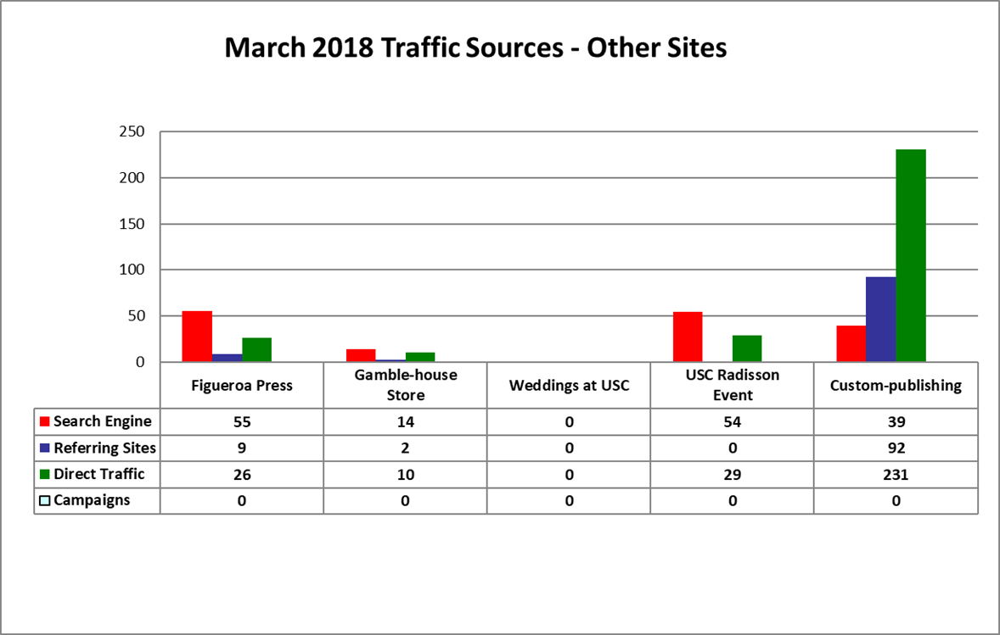 March 2018 Traffic Sources - Other Sites
250
200
150
100
50
0
Figueroa Press Gamble-house Store Weddings at USC USC Radisson Event Custom-publishing
Search Engine 55 14 0 54 39
Referring Sites 9 2 0 0 92
Direct Traffic 26 10 0 29 231
Campaigns 0 0 0 0 0